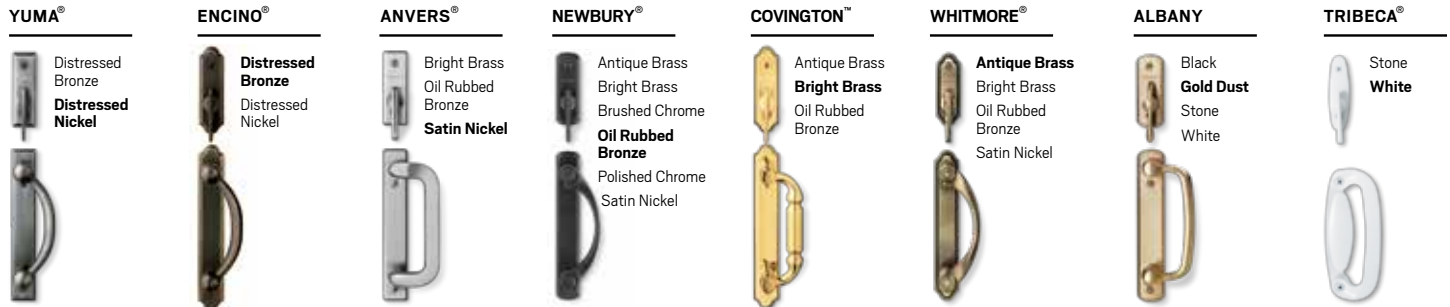 YUMA®
Distressed
Bronze
Distressed
Nickel
ENCINO®
Distressed
Bronze
Distressed
Nickel
ANVERS®
Bright Brass
Oil Rubbed
Bronze
Satin Nickel
NEWBURY®
Antique Brass
Bright Brass
Brushed Chrome
Oil Rubbed
Bronze
Polished Chrome
Satin Nickel
COVINGTON™
Antique Brass
Bright Brass
Oil Rubbed
Bronze
WHITMORE®
Antique Brass
Bright Brass
Oil Rubbed
Bronze
Satin Nickel
ALBANY
Black
Gold Dust
Stone
White
TRIBECA®
Stone
White